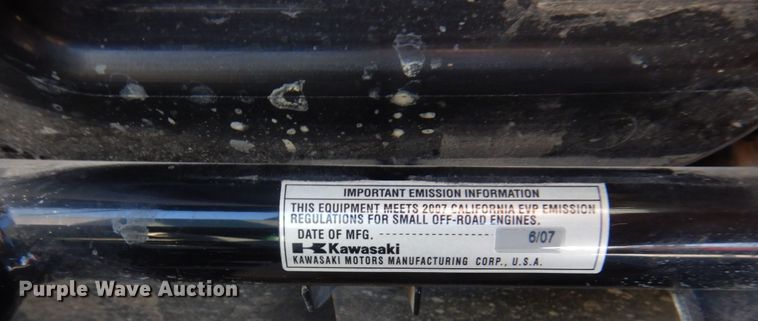 IMPORTANT EMISSION INFORMATION
THIS EQUIPMENT MEETS 2007 CALIFORNIA EVP EMISSION
REGULATIONS FOR SMALL OFF-ROAD ENGINES.
DATE OF MFG. 6/07
Kawasaki
KAWASAKI MOTORS MANUFACTURING CORP., U.S.A.
Purple Wave Auction